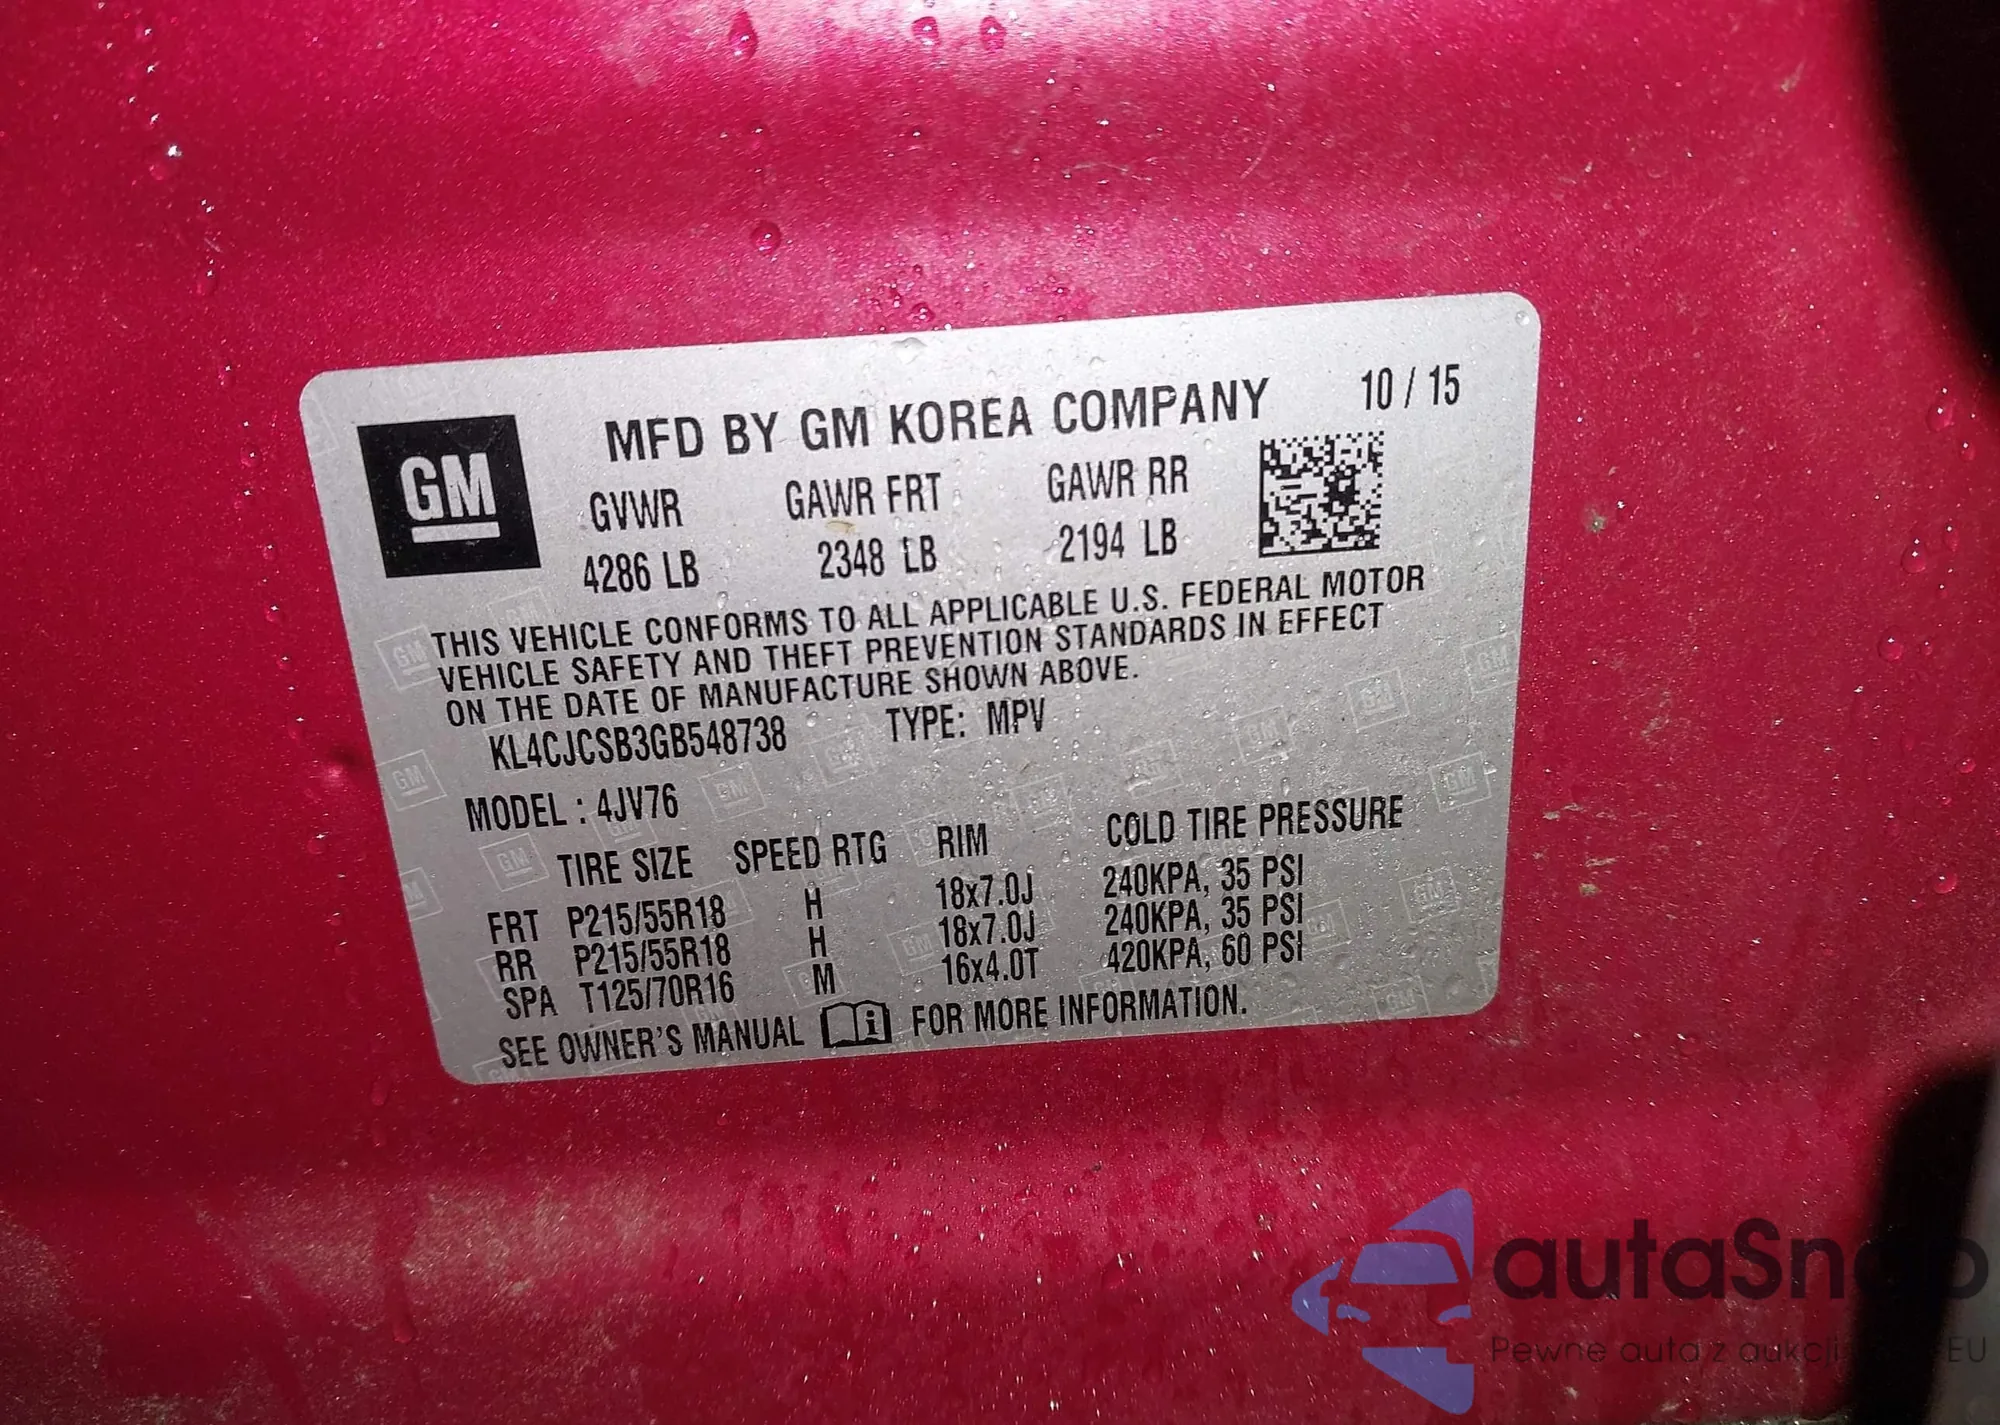 MFD BY GM KOREA COMPANY 10 / 15
GM
GVWR GAWR FRT GAWR RR
4286 LB 2348 LB 2194 LB
THIS VEHICLE CONFORMS TO ALL APPLICABLE U.S. FEDERAL MOTOR
VEHICLE SAFETY AND THEFT PREVENTION STANDARDS IN EFFECT
ON THE DATE OF MANUFACTURE SHOWN ABOVE.
KL4CJCSB3GB548738 TYPE: MPV
MODEL : 4JV76
TIRE SIZE SPEED RTG RIM COLD TIRE PRESSURE
FRT P215/55R18 H 18x7.0J 240KPA, 35 PSI
RR P215/55R18 H 18x7.0J 240KPA, 35 PSI
SPA T125/70R16 M 16x4.0T 420KPA, 60 PSI
SEE OWNER'S MANUAL FOR MORE INFORMATION.
autaSnap
Pewne auta z aukcji EU